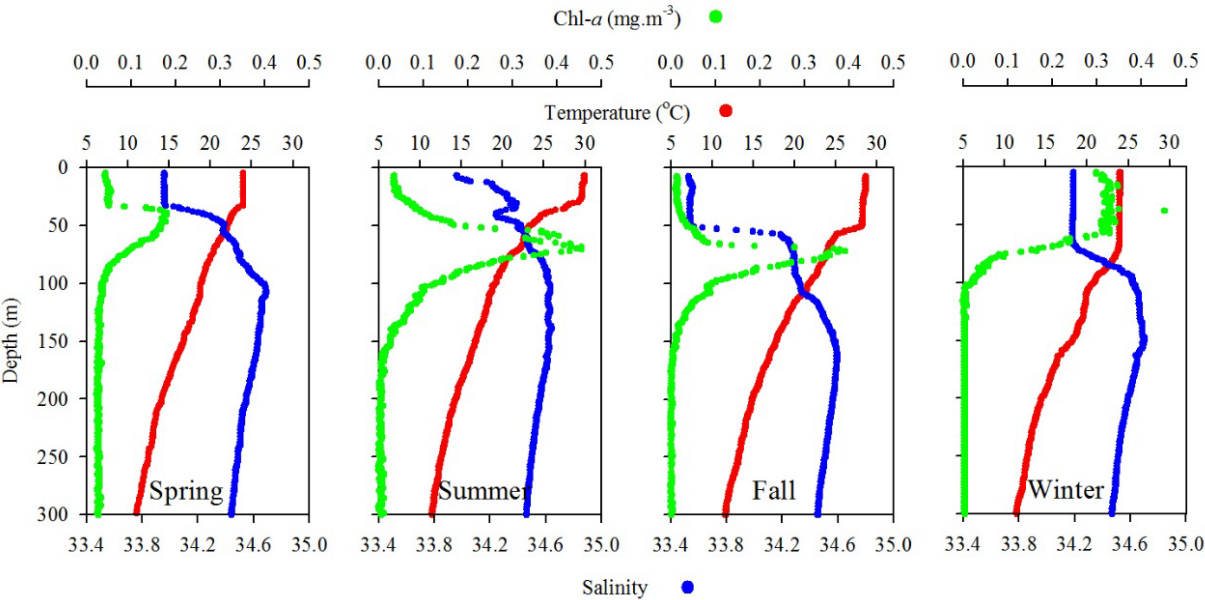 Chl-a (mg.m-3)
0.0 0.1 0.2 0.3 0.4 0.5 0.0 0.1 0.2 0.3 0.4 0.5 0.0 0.1 0.2 0.3 0.4 0.5 0.0 0.1 0.2 0.3 0.4 0.5
Temperature (oC)
5 10 15 20 25 30 5 10 15 20 25 30 5 10 15 20 25 30 5 10 15 20 25 30
0
50
100
150
200
250
300
Depth (m)
Spring Summer Fall Winter
33.4 33.8 34.2 34.6 35.0 33.4 33.8 34.2 34.6 35.0 33.4 33.8 34.2 34.6 35.0 33.4 33.8 34.2 34.6 35.0
Salinity